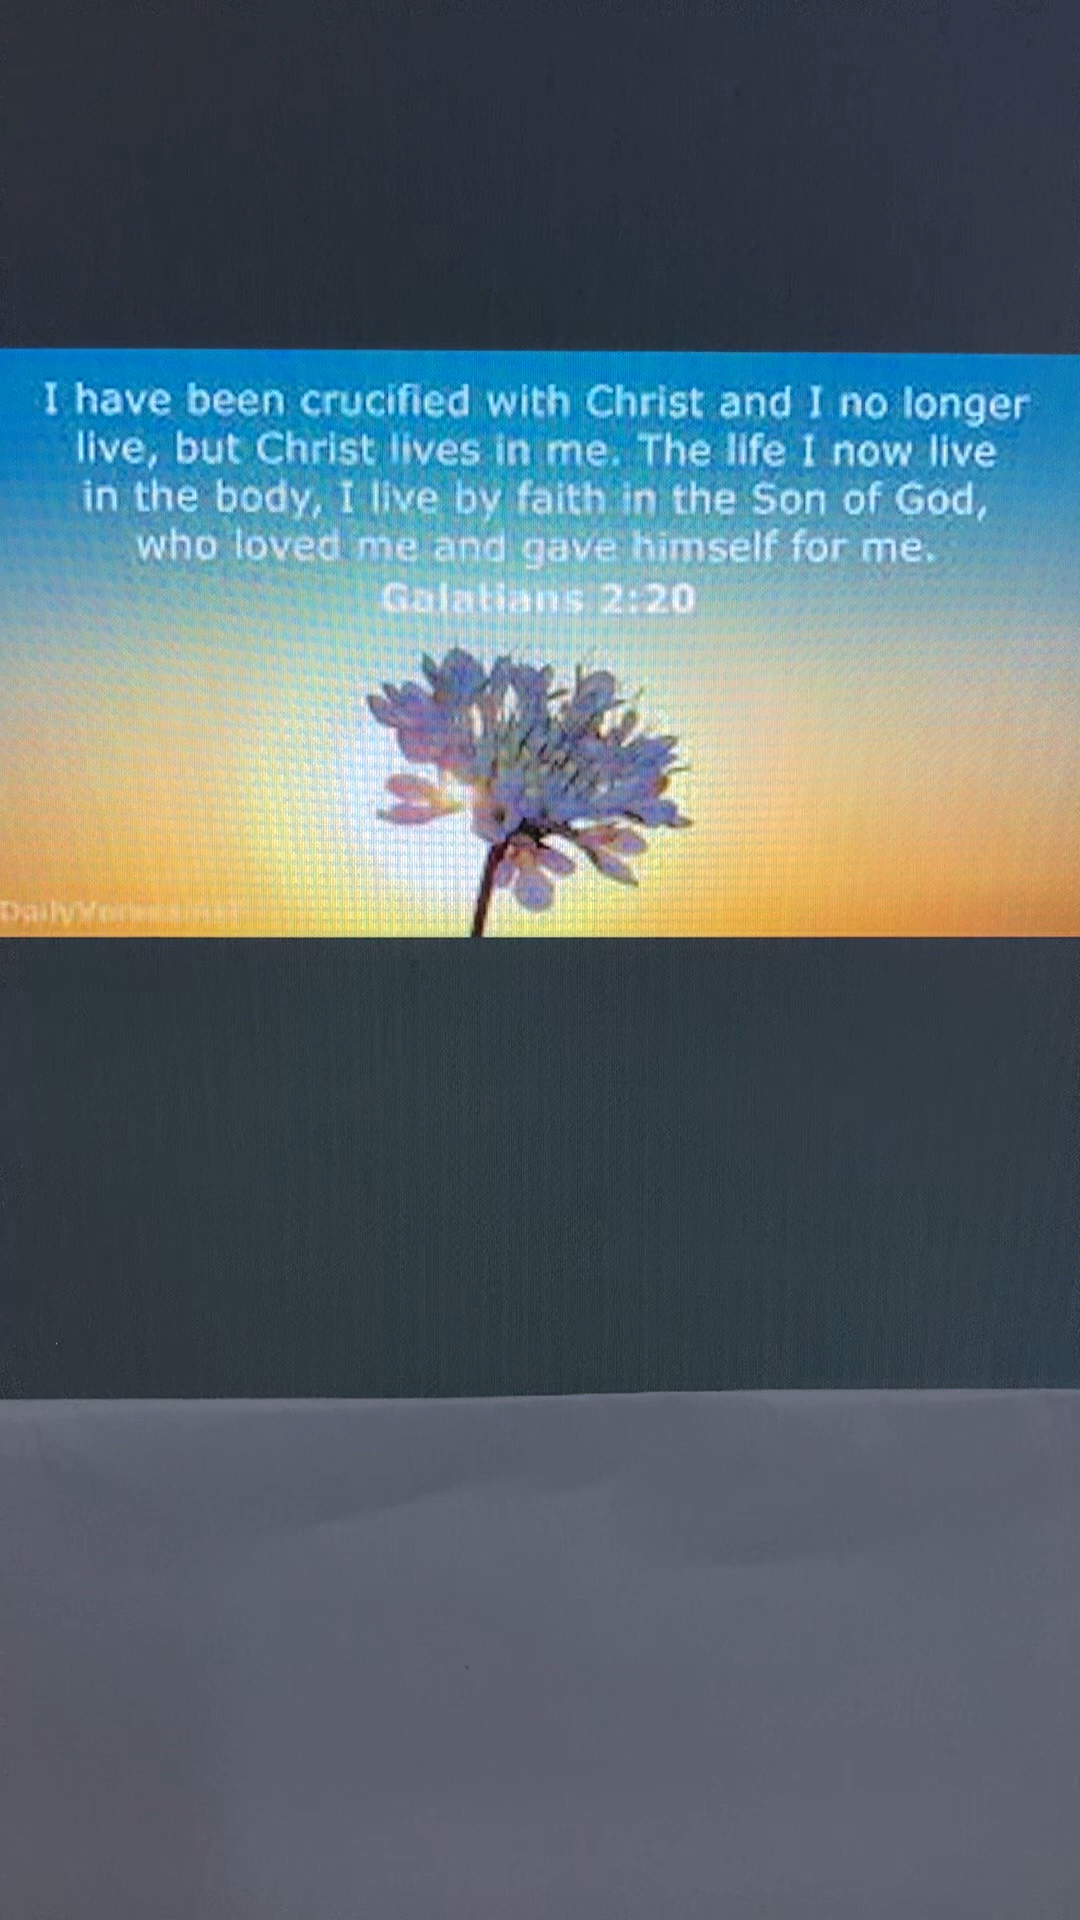 I have been crucified with Christ and I no longer
live, but Christ lives in me. The life I now live
in the body, I live by faith in the Son of God,
who loved me and gave himself for me.
Galatians 2:20